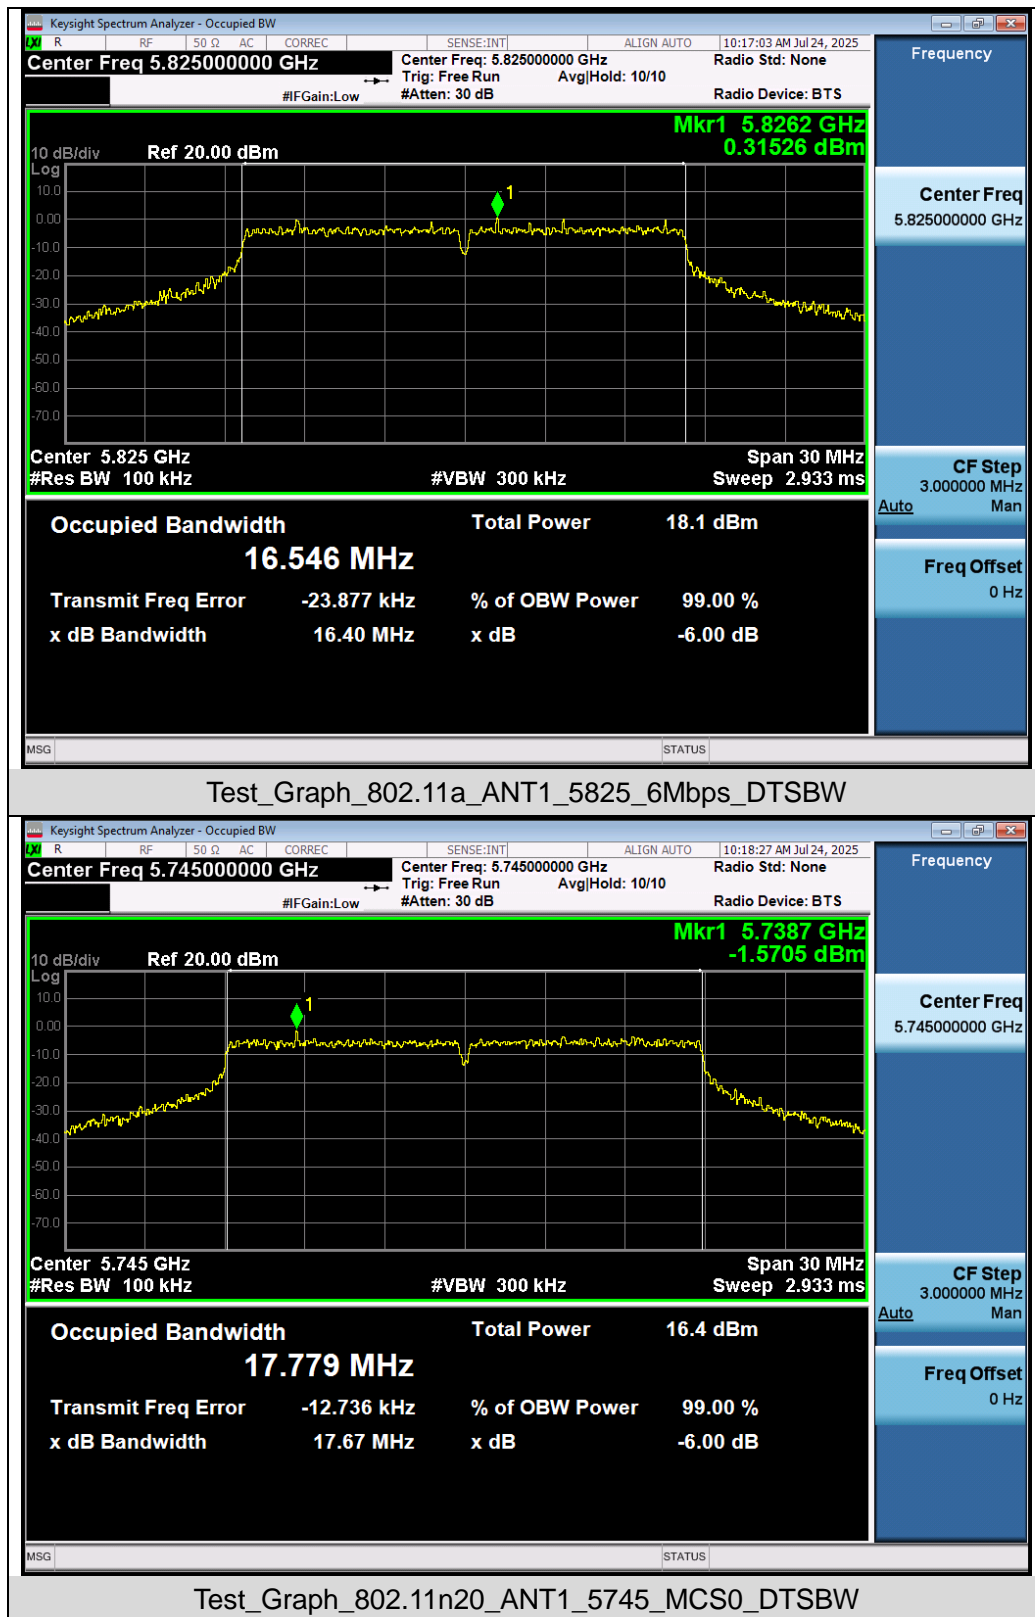 Keysight Spectrum Analyzer - Occupied BW
LXI R RF 50 Ω AC CORREC SENSE:INT ALIGN AUTO 10:17:03 AM Jul 24, 2025
Center Freq 5.825000000 GHz Center Freq: 5.825000000 GHz Radio Std: None
Trig: Free Run Avg|Hold: 10/10
#IFGain:Low #Atten: 30 dB Radio Device: BTS
Frequency
Mkr1 5.8262 GHz
0.31526 dBm
10 dB/div Ref 20.00 dBm
Log
10.0
0.00
-10.0
-20.0
-30.0
-40.0
-50.0
-60.0
-70.0
1
Center Freq
5.825000000 GHz
Center 5.825 GHz Span 30 MHz
#Res BW 100 kHz #VBW 300 kHz Sweep 2.933 ms
CF Step
3.000000 MHz
Auto Man
Occupied Bandwidth Total Power 18.1 dBm
16.546 MHz
Freq Offset
0 Hz
Transmit Freq Error -23.877 kHz % of OBW Power 99.00 %
x dB Bandwidth 16.40 MHz x dB -6.00 dB
MSG STATUS
Test_Graph_802.11a_ANT1_5825_6Mbps_DTSBW
Keysight Spectrum Analyzer - Occupied BW
LXI R RF 50 Ω AC CORREC SENSE:INT ALIGN AUTO 10:18:27 AM Jul 24, 2025
Center Freq 5.745000000 GHz Center Freq: 5.745000000 GHz Radio Std: None
Trig: Free Run Avg|Hold: 10/10
#IFGain:Low #Atten: 30 dB Radio Device: BTS
Frequency
Mkr1 5.7387 GHz
-1.5705 dBm
10 dB/div Ref 20.00 dBm
Log
10.0
0.00
-10.0
-20.0
-30.0
-40.0
-50.0
-60.0
-70.0
1
Center Freq
5.745000000 GHz
Center 5.745 GHz Span 30 MHz
#Res BW 100 kHz #VBW 300 kHz Sweep 2.933 ms
CF Step
3.000000 MHz
Auto Man
Occupied Bandwidth Total Power 16.4 dBm
17.779 MHz
Freq Offset
0 Hz
Transmit Freq Error -12.736 kHz % of OBW Power 99.00 %
x dB Bandwidth 17.67 MHz x dB -6.00 dB
MSG STATUS
Test_Graph_802.11n20_ANT1_5745_MCS0_DTSBW